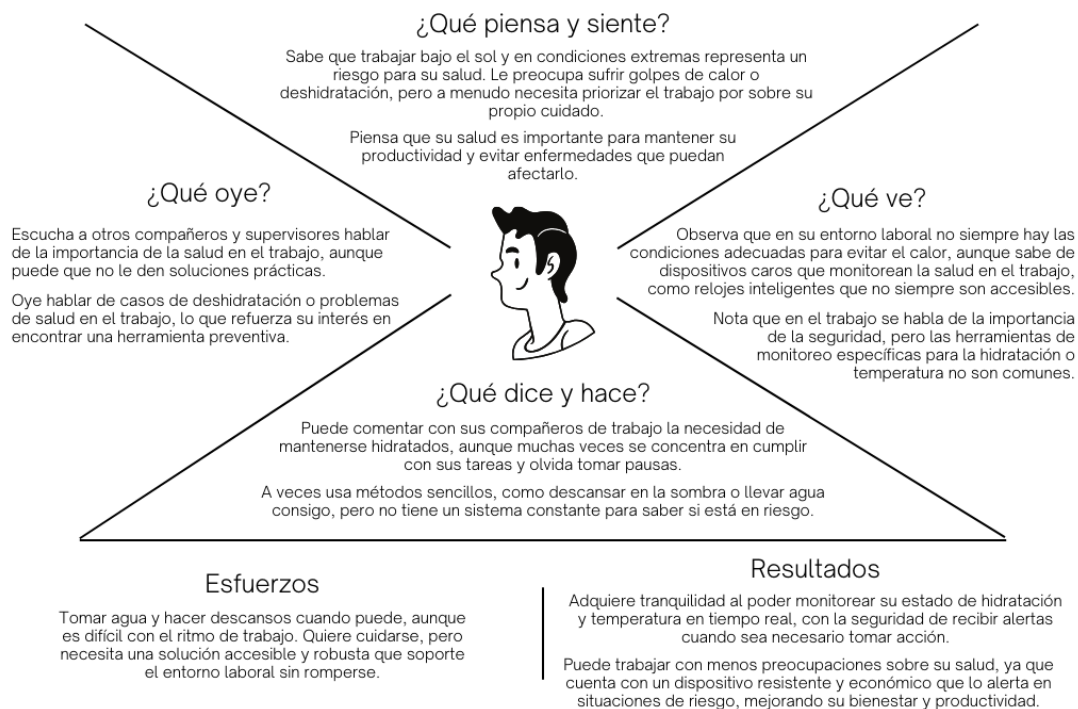 ¿Qué piensa y siente?
Sabe que trabajar bajo el sol y en condiciones extremas representa un
riesgo para su salud. Le preocupa sufrir golpes de calor o
deshidratación, pero a menudo necesita priorizar el trabajo por sobre su
propio cuidado.
Piensa que su salud es importante para mantener su
productividad y evitar enfermedades que puedan
afectarlo.
¿Qué oye?
Escucha a otros compañeros y supervisores hablar
de la importancia de la salud en el trabajo, aunque
puede que no le den soluciones prácticas.
Oye hablar de casos de deshidratación o problemas
de salud en el trabajo, lo que refuerza su interés en
encontrar una herramienta preventiva.
¿Qué ve?
Observa que en su entorno laboral no siempre hay las
condiciones adecuadas para evitar el calor, aunque sabe de
dispositivos caros que monitorean la salud en el trabajo,
como relojes inteligentes que no siempre son accesibles.
Nota que en el trabajo se habla de la importancia
de la seguridad, pero las herramientas de
monitoreo específicas para la hidratación o
temperatura no son comunes.
¿Qué dice y hace?
Puede comentar con sus compañeros de trabajo la necesidad de
mantenerse hidratados, aunque muchas veces se concentra en cumplir
con sus tareas y olvida tomar pausas.
A veces usa métodos sencillos, como descansar en la sombra o llevar agua
consigo, pero no tiene un sistema constante para saber si está en riesgo.
Esfuerzos
Tomar agua y hacer descansos cuando puede, aunque
es difícil con el ritmo de trabajo. Quiere cuidarse, pero
necesita una solución accesible y robusta que soporte
el entorno laboral sin romperse.
Resultados
Adquiere tranquilidad al poder monitorear su estado de hidratación
y temperatura en tiempo real, con la seguridad de recibir alertas
cuando sea necesario tomar acción.
Puede trabajar con menos preocupaciones sobre su salud, ya que
cuenta con un dispositivo resistente y económico que lo alerta en
situaciones de riesgo, mejorando su bienestar y productividad.